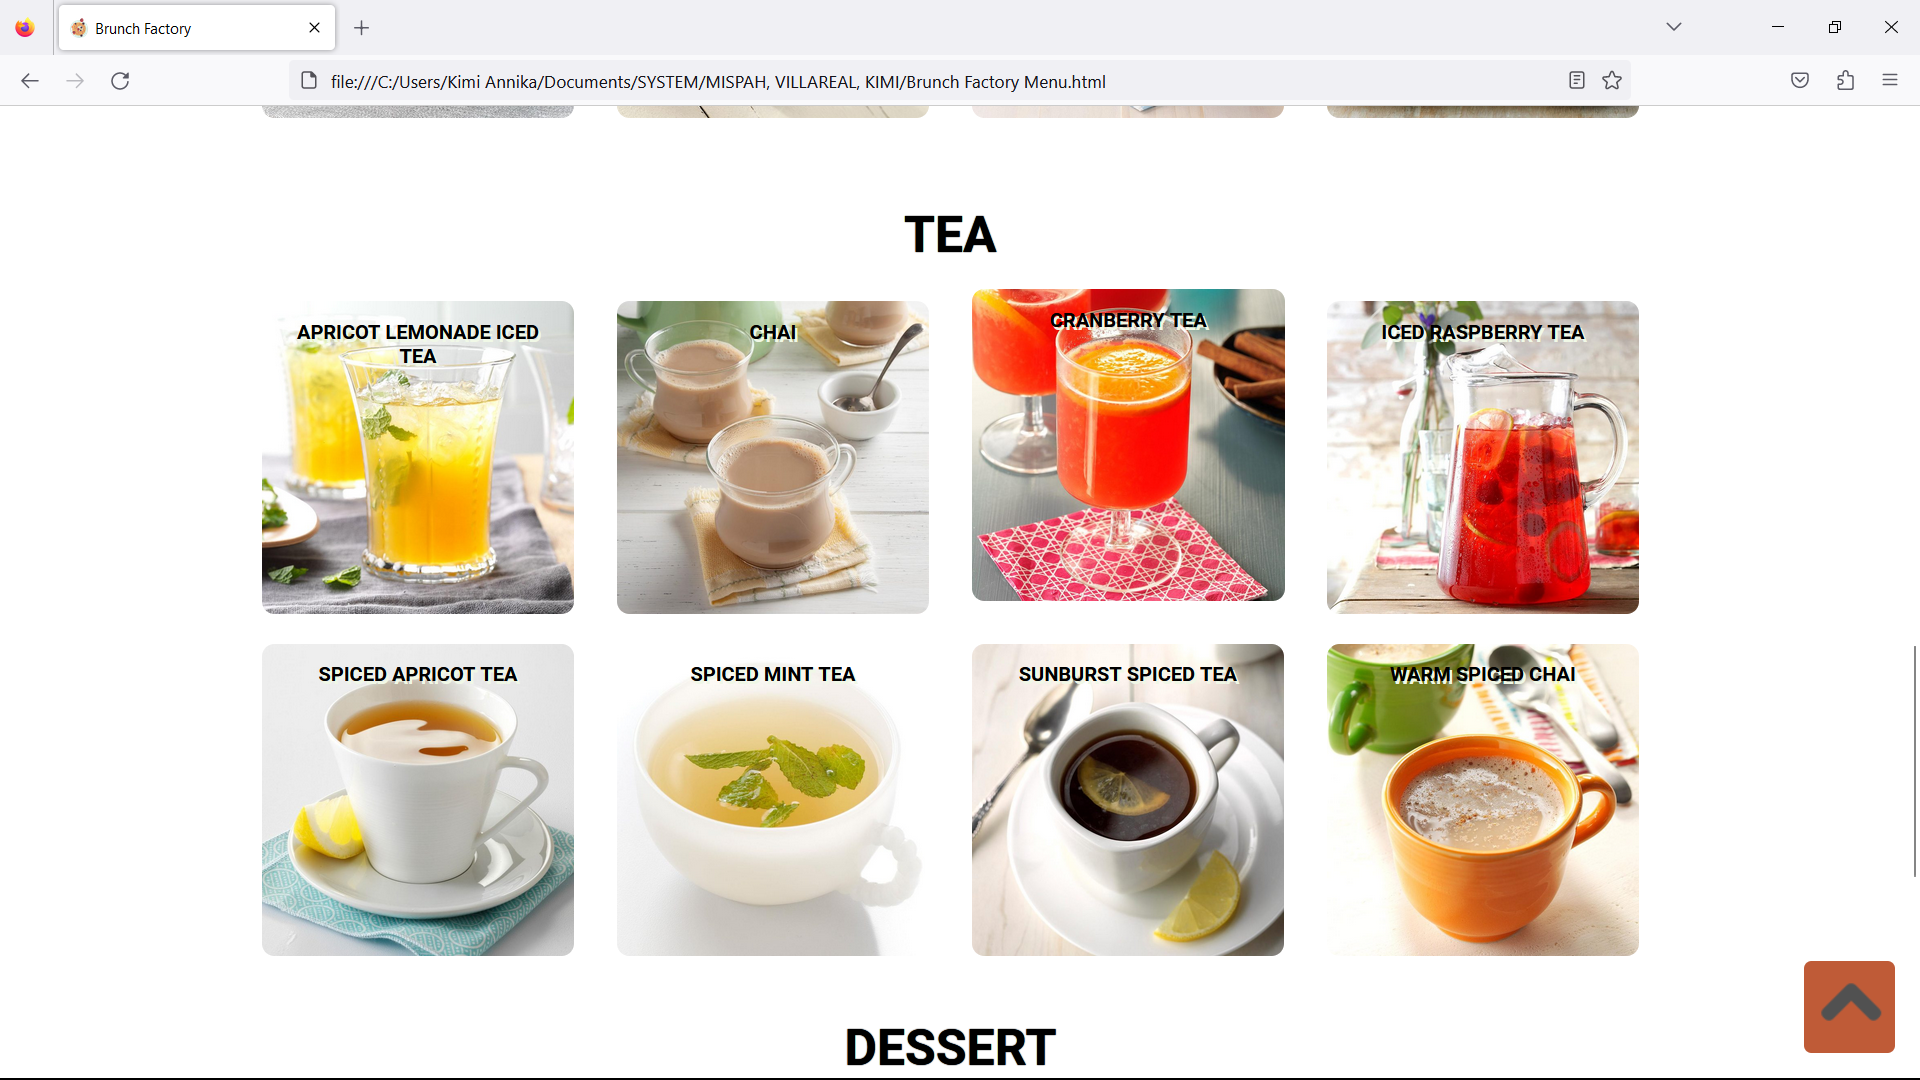 Brunch Factory
file:///C:/Users/Kimi Annika/Documents/SYSTEM/MISPAH, VILLAREAL, KIMI/Brunch Factory Menu.html
TEA
APRICOT LEMONADE ICED
TEA
CHAI
CRANBERRY TEA
ICED RASPBERRY TEA
SPICED APRICOT TEA
SPICED MINT TEA
SUNBURST SPICED TEA
WARM SPICED CHAI
DESSERT